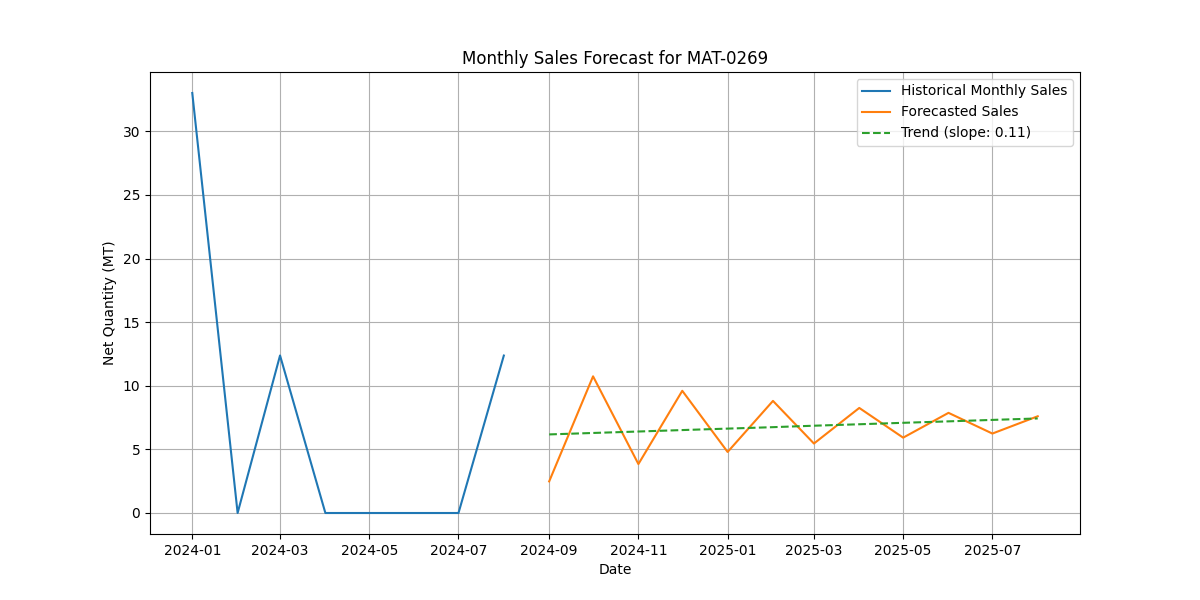 Monthly Sales Forecast for MAT-0269
Historical Monthly Sales
Forecasted Sales
Trend (slope: 0.11)
Net Quantity (MT)
30
25
20
15
10
5
0
2024-01 2024-03 2024-05 2024-07 2024-09 2024-11 2025-01 2025-03 2025-05 2025-07
Date